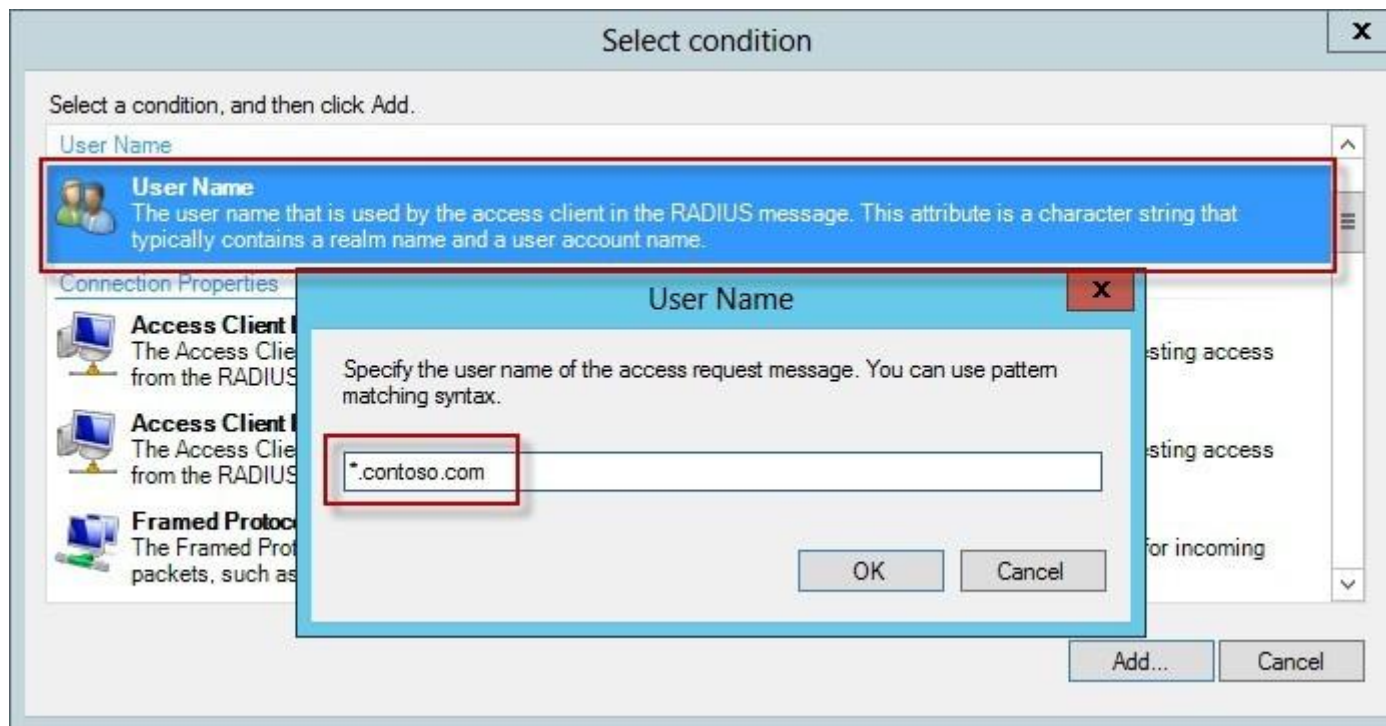 Select condition
x
Select a condition, and then click Add.
User Name
User Name
The user name that is used by the access client in the RADIUS message. This attribute is a character string that
typically contains a realm name and a user account name.
Connection Properties
User Name
x
Access Client
The Access Clie
esting access
from the RADIUS
Specify the user name of the access request message. You can use pattern
matching syntax.
Access Client
The Access Clie
esting access
from the RADIUS
*.contoso.com
Framed Protoc
The Framed Prot
for incoming
packets, such as
OK
Cancel
Add...
Cancel